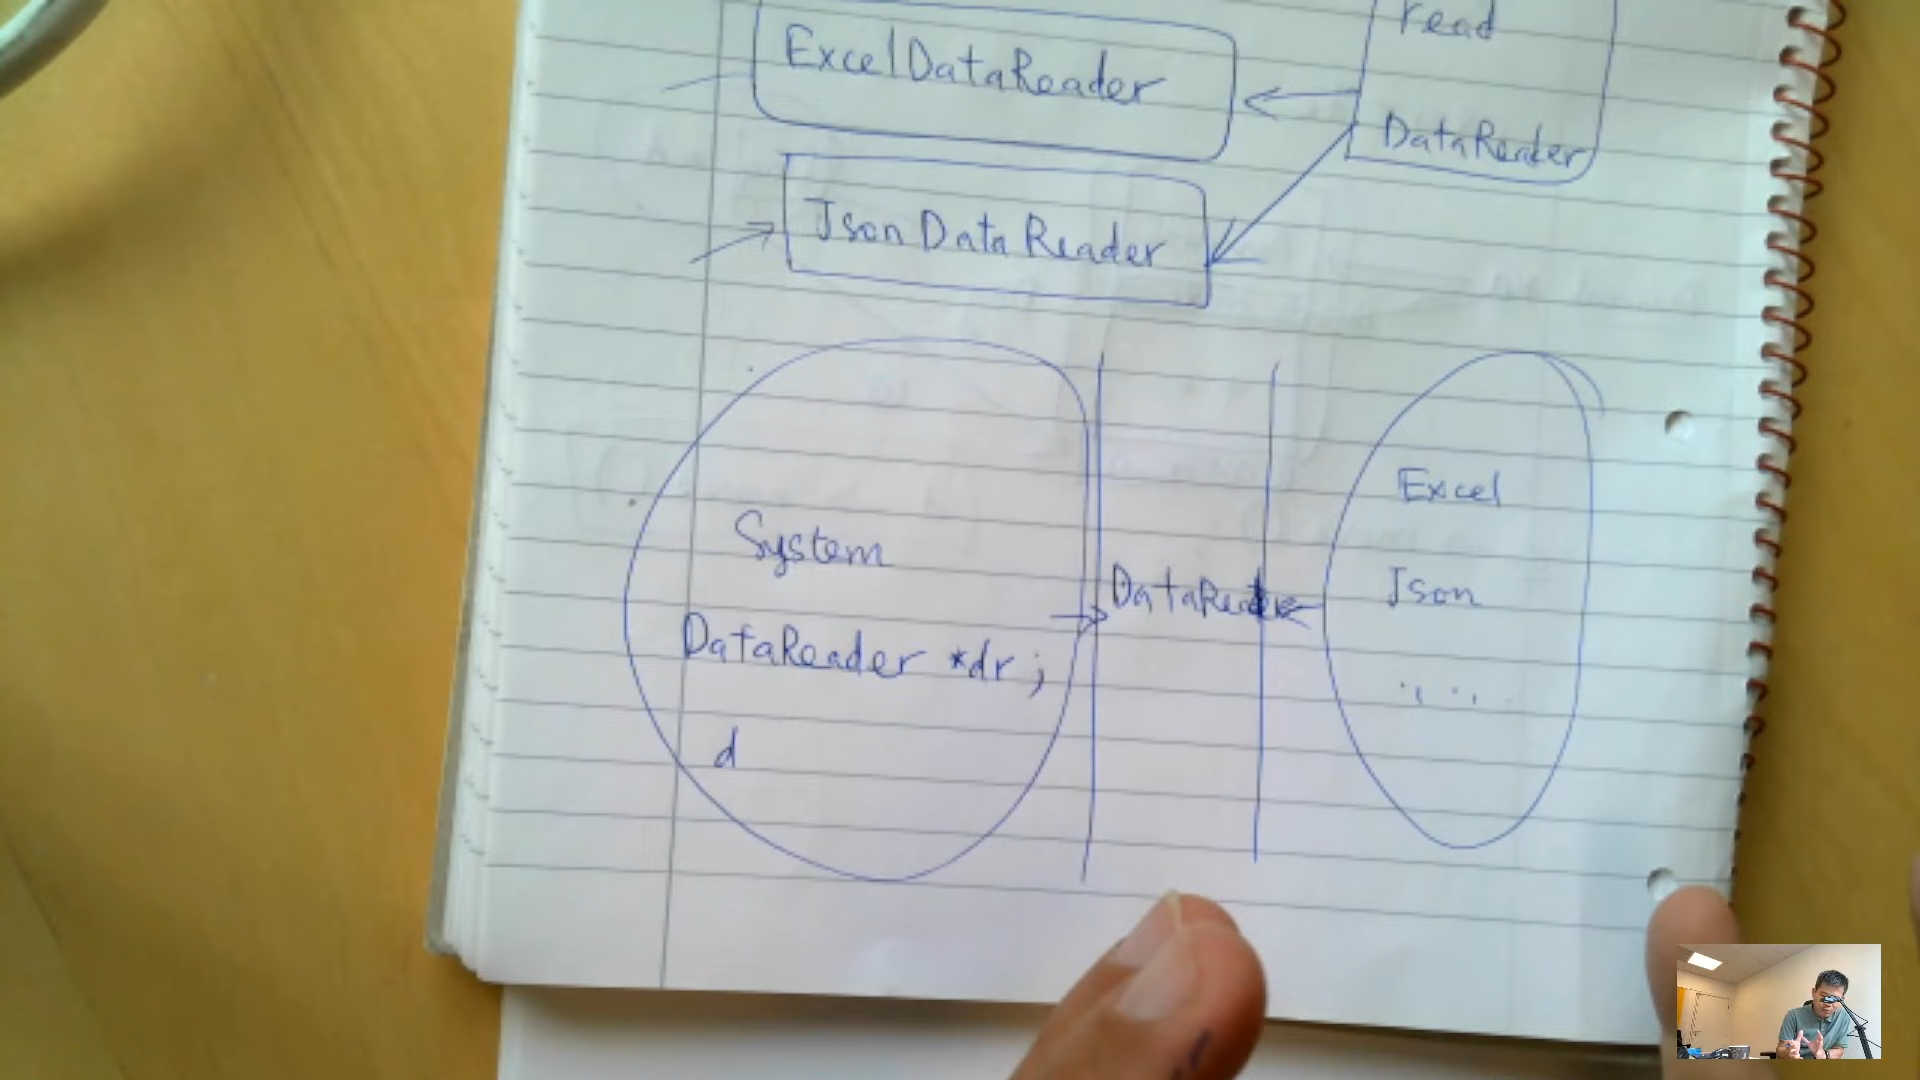 read
ExcelDataReader
DataReader
JsonDataReader
System
DataReader *dr;
d
DataReader
Excel
Json
.....